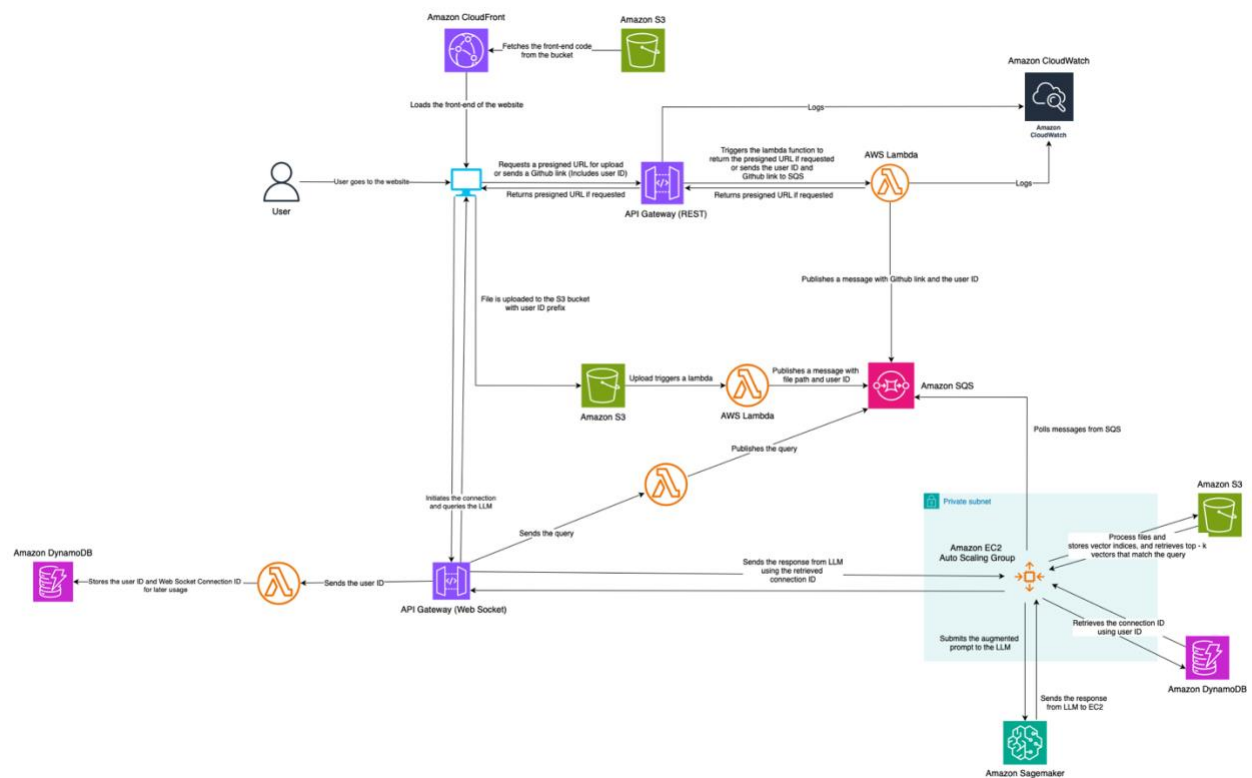 Amazon CloudFront
Amazon S3
Fetches the front-end code
from the bucket
Amazon CloudWatch
Loads the front-end of the website
Logs
Amazon
CloudWatch
Requests a presigned URL for upload
or sends a Github link (Includes user ID)
Triggers the lambda function to
return the presigned URL if requested
or sends the user ID and
Github link to SQS
AWS Lambda
User goes to the website
Logs
Returns presigned URL if requested
Returns presigned URL if requested
User
API Gateway (REST)
Publishes a message with Github link and the user ID
File is uploaded to the S3 bucket
with user ID prefix
Upload triggers a lambda
Publishes a message with
file path and user ID
Amazon SQS
Amazon S3
AWS Lambda
Polls messages from SQS
Publishes the query
Initiates the connection
and queries the LLM
Amazon S3
Private subnet
Sends the query
Process files and
stores vector indices, and retrieves top - k
vectors that match the query
Amazon EC2
Auto Scaling Group
Amazon DynamoDB
Sends the response from LLM
using the retrieved
connection ID
Stores the user ID and Web Socket Connection ID
for later usage
Sends the user ID
API Gateway (Web Socket)
Retrieves the connection ID
using user ID
Submits the augmented
prompt to the LLM
Amazon DynamoDB
Sends the response
from LLM to EC2
Amazon Sagemaker